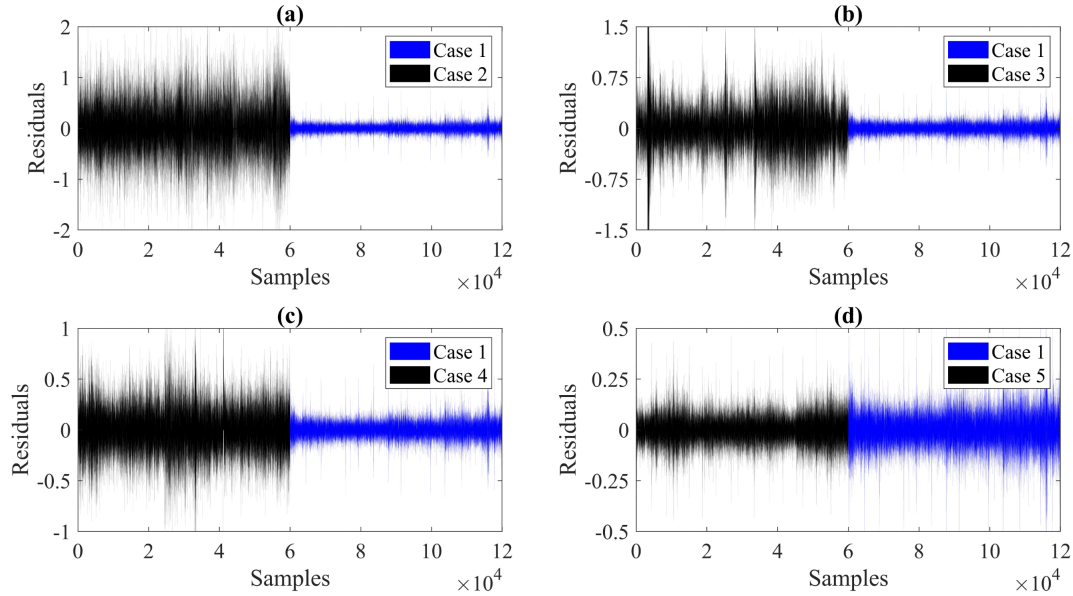 (a)
2
1
0
-1
-2
Residuals
Case 1
Case 2
0 2 4 6 8 10 12
Samples
×10^4
(b)
1.5
0.75
0
-0.75
-1.5
Residuals
Case 1
Case 3
0 2 4 6 8 10 12
Samples
×10^4
(c)
1
0.5
0
-0.5
-1
Residuals
Case 1
Case 4
0 2 4 6 8 10 12
Samples
×10^4
(d)
0.5
0.25
0
-0.25
-0.5
Residuals
Case 1
Case 5
0 2 4 6 8 10 12
Samples
×10^4